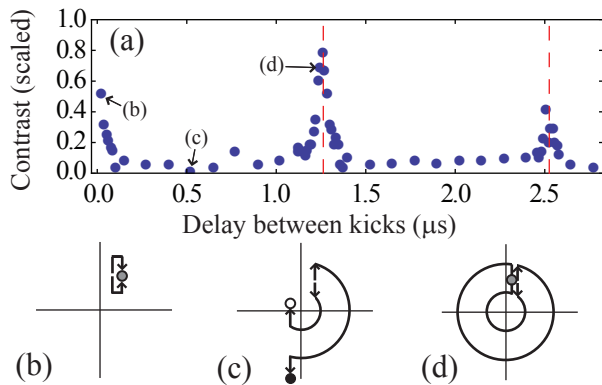 Contrast (scaled)
1.0
0.8
0.6
0.4
0.2
0.0
(a)
(b)
(c)
(d)
0.0 0.5 1.0 1.5 2.0 2.5
Delay between kicks (μs)
(b) (c) (d)